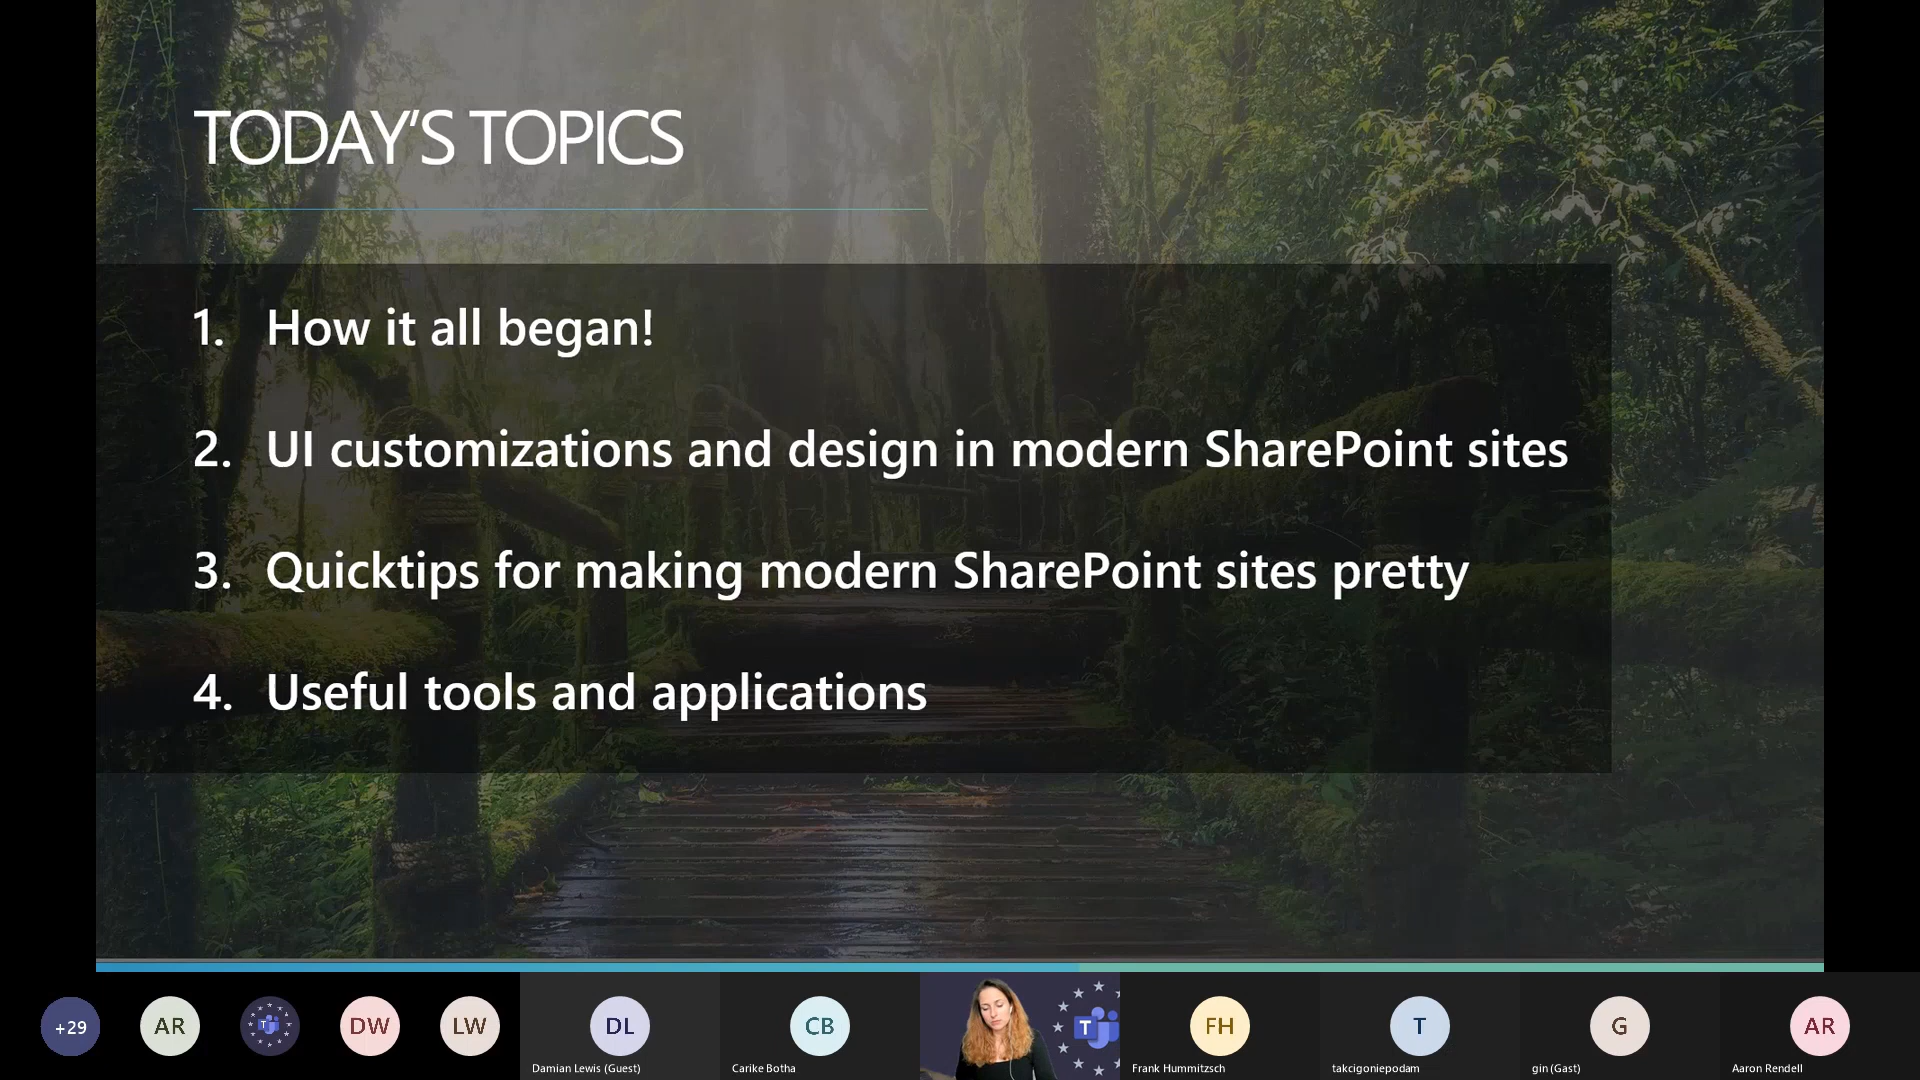 TODAY'S TOPICS
1. How it all began!
2. UI customizations and design in modern SharePoint sites
3. Quicktips for making modern SharePoint sites pretty
4. Useful tools and applications
+29
AR
T
DW
LW
DL
CB
T
FH
T
G
AR
Damian Lewis (Guest)
Carike Botha
Frank Hummitzsch
takcigoniepodam
gin (Gast)
Aaron Rendell